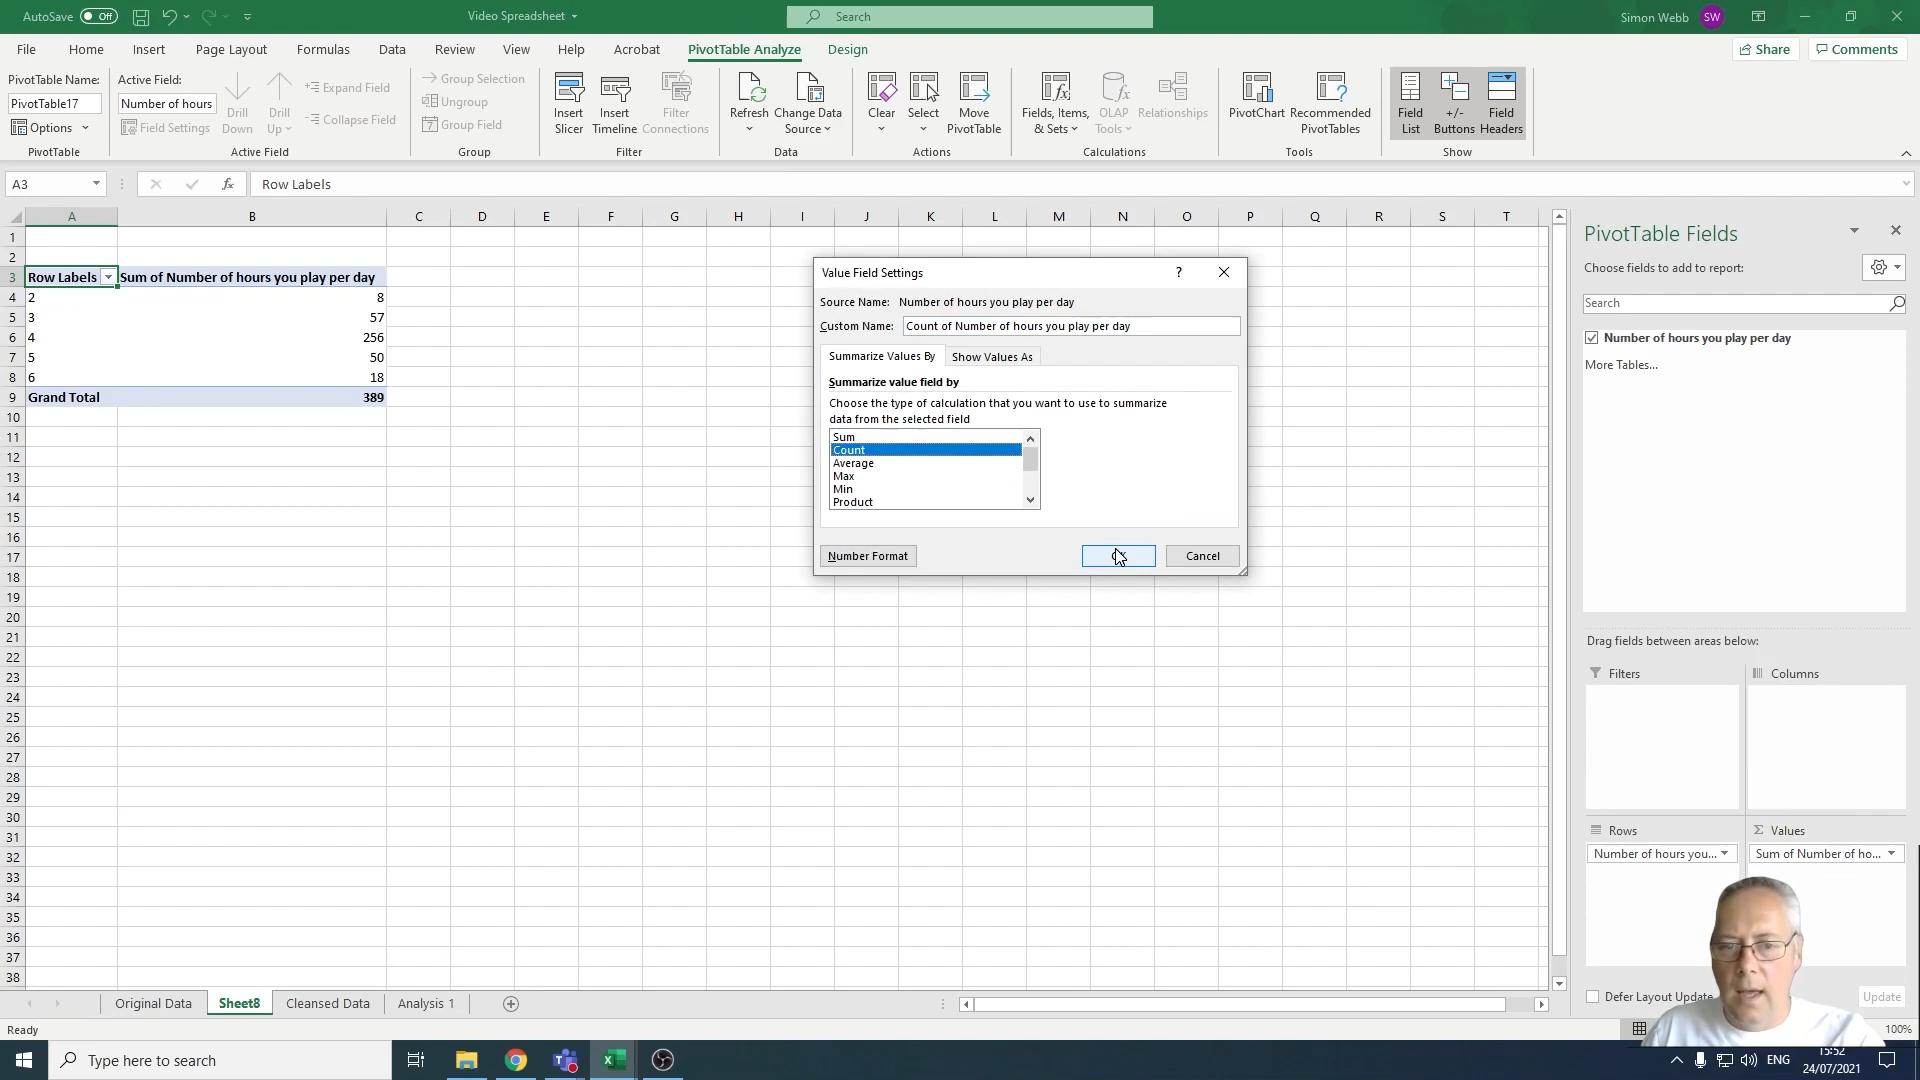 AutoSave Off Video Spreadsheet Search Simon Webb SW
File Home Insert Page Layout Formulas Data Review View Help Acrobat PivotTable Analyze Design Share Comments
PivotTable Name: Active Field:
PivotTable17 Number of hours
Options Field Settings
Drill Down
Drill Up
Expand Field
Collapse Field
Group Selection
Ungroup
Group Field
Insert Slicer
Insert Timeline
Filter Connections
Refresh
Change Data Source
Clear
Select
Move PivotTable
Fields, Items, & Sets
OLAP Tools
Relationships
PivotChart
Recommended PivotTables
Field List
+/- Buttons
Field Headers
PivotTable Active Field Group Filter Data Actions Calculations Tools Show
A3 fx Row Labels
A B C D E F G H I J K L M N O P Q R S T
1
2
3 Row Labels Sum of Number of hours you play per day
4 2 8
5 3 57
6 4 256
7 5 50
8 6 18
9 Grand Total 389
10
11
12
13
14
15
16
17
18
19
20
21
22
23
24
25
26
27
28
29
30
31
32
33
34
35
36
37
38
Value Field Settings ?
Source Name: Number of hours you play per day
Custom Name: Count of Number of hours you play per day
Summarize Values By Show Values As
Summarize value field by
Choose the type of calculation that you want to use to summarize
data from the selected field
Sum
Count
Average
Max
Min
Product
Number Format Cancel
PivotTable Fields
Choose fields to add to report:
Search
Number of hours you play per day
More Tables...
Drag fields between areas below:
Filters Columns
Rows Values
Number of hours you... Sum of Number of ho...
Defer Layout Update Update
Original Data Sheet8 Cleansed Data Analysis 1
Ready 100%
Type here to search ENG 15:52
24/07/2021